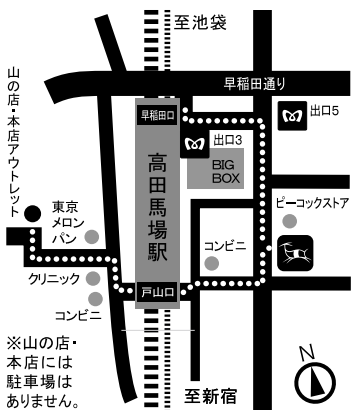 至池袋
早稲田通り
山の店・本店アウトレット
早稲田口
出口5
出口3
BIG
BOX
高田馬場駅
ピーコックストア
東京
メロン
パン
コンビニ
クリニック
戸山口
コンビニ
※山の店・
本店には
駐車場は
ありません。
至新宿
N